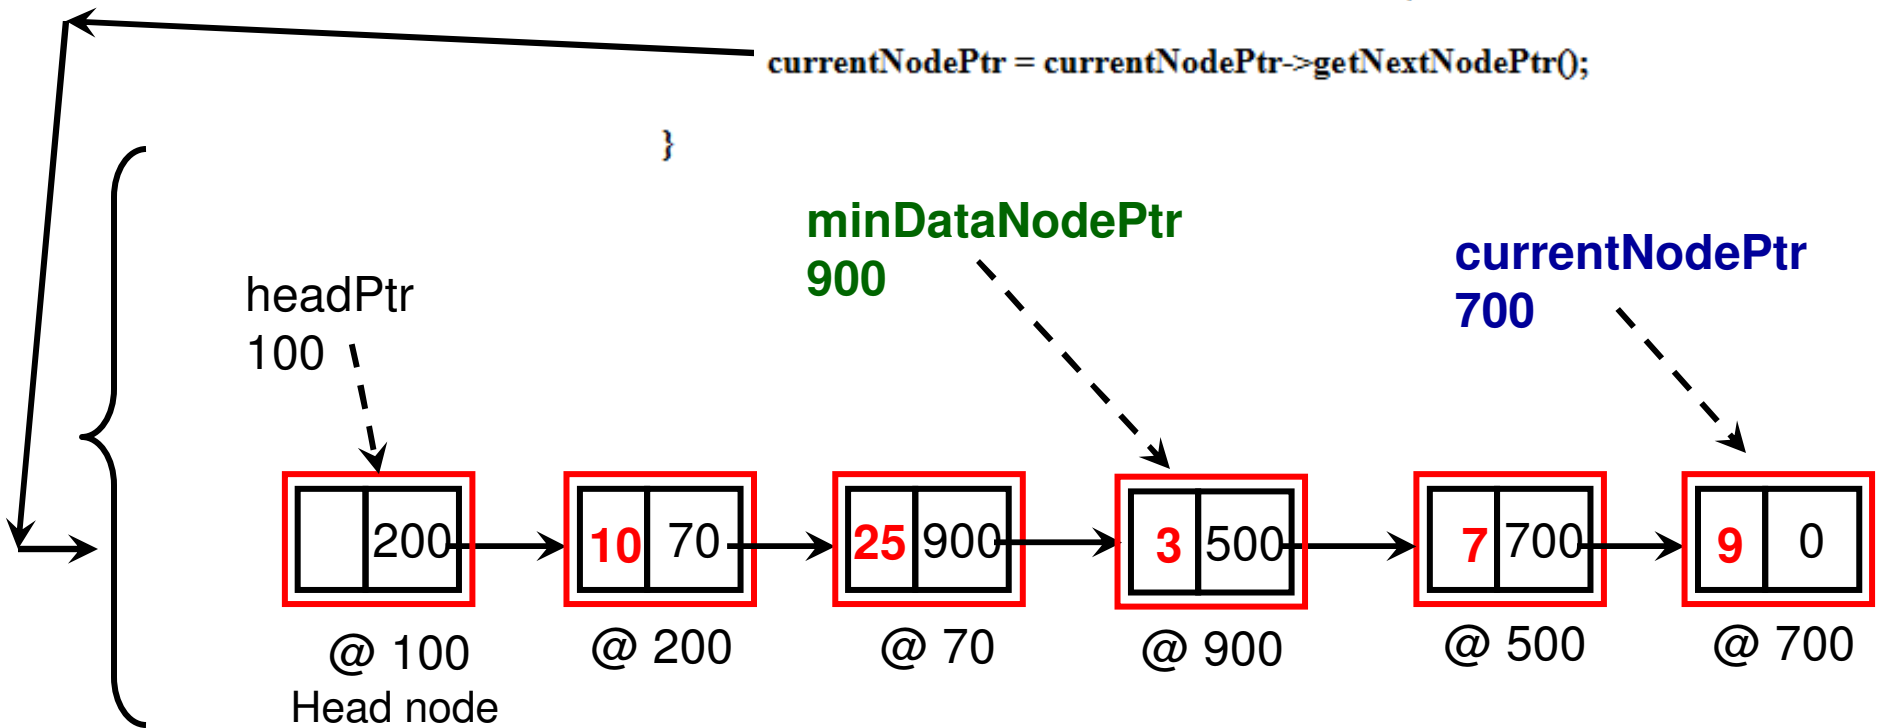 currentNodePtr = currentNodePtr->getNextNodePtr();
}
minDataNodePtr
900
currentNodePtr
700
headPtr
100
200 10 70 25 900 3 500 7 700 9 0
@ 100 @ 200 @ 70 @ 900 @ 500 @ 700
Head node